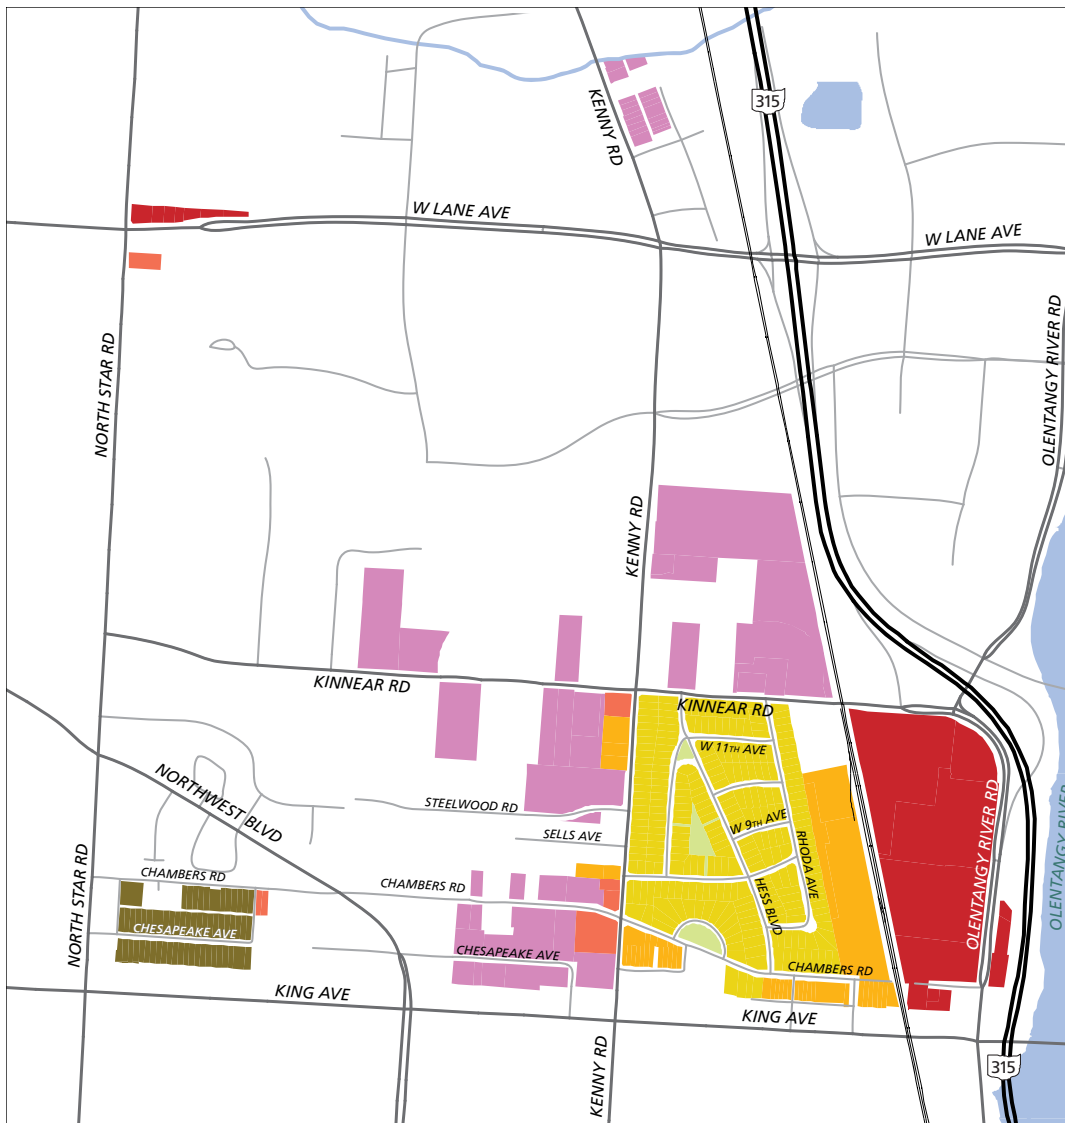 315
KENNY RD
W LANE AVE
W LANE AVE
OLENTANGY RIVER RD
NORTH STAR RD
KENNY RD
KINNEAR RD
KINNEAR RD
W 11TH AVE
NORTHWEST BLVD
STEELWOOD RD
OLENTANGY RIVER RD
OLENTANGY RIVER
W 9TH AVE
SELLS AVE
RHODA AVE
NORTH STAR RD
CHAMBERS RD
CHAMBERS RD
HESS BLVD
CHESAPEAKE AVE
CHESAPEAKE AVE
CHAMBERS RD
KING AVE
KING AVE
KENNY RD
315